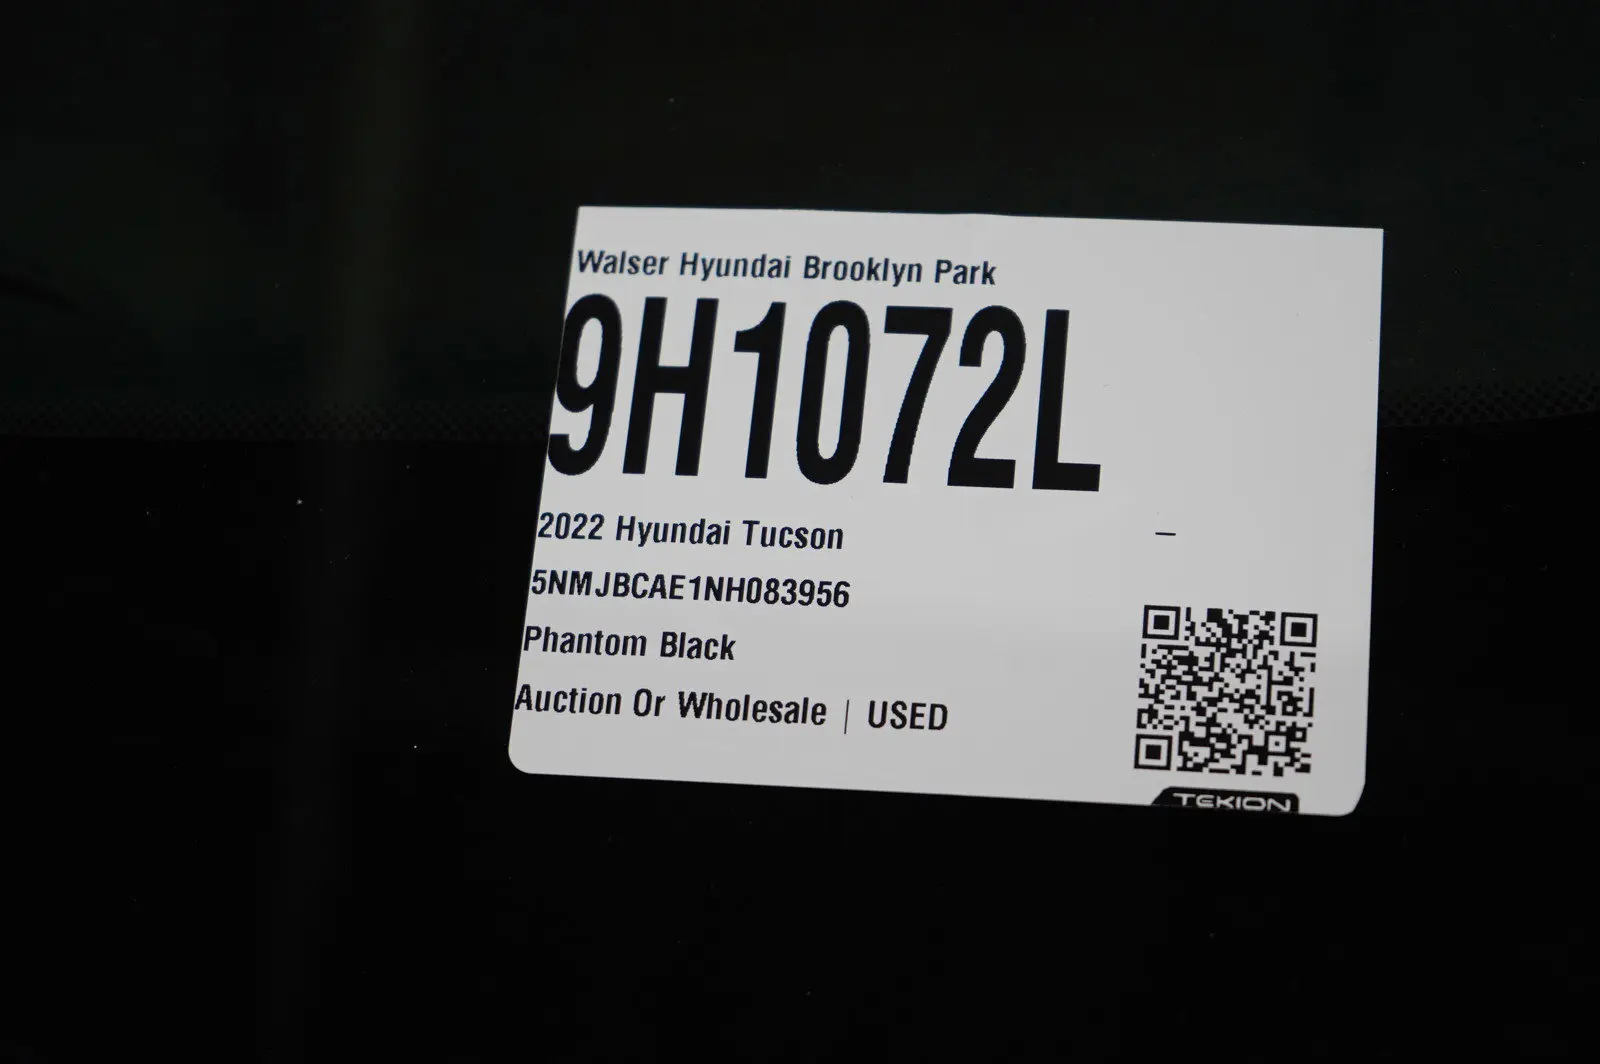 Walser Hyundai Brooklyn Park
9H1072L
2022 Hyundai Tucson –
5NMJBCAE1NH083956
Phantom Black
Auction Or Wholesale | USED
TEKION